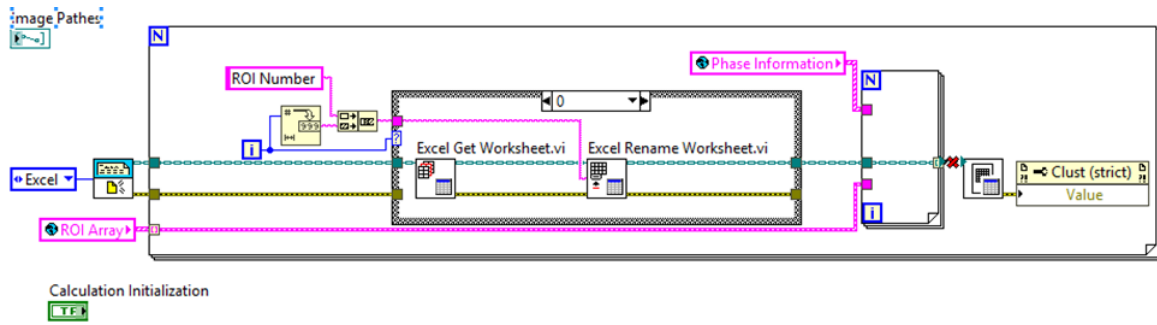 Image Pathes
N
ROI Number
Phase Information
0
N
i
Excel Get Worksheet.vi
Excel Rename Worksheet.vi
Excel
Clust (strict)
Value
ROI Array
i
Calculation Initialization
TF